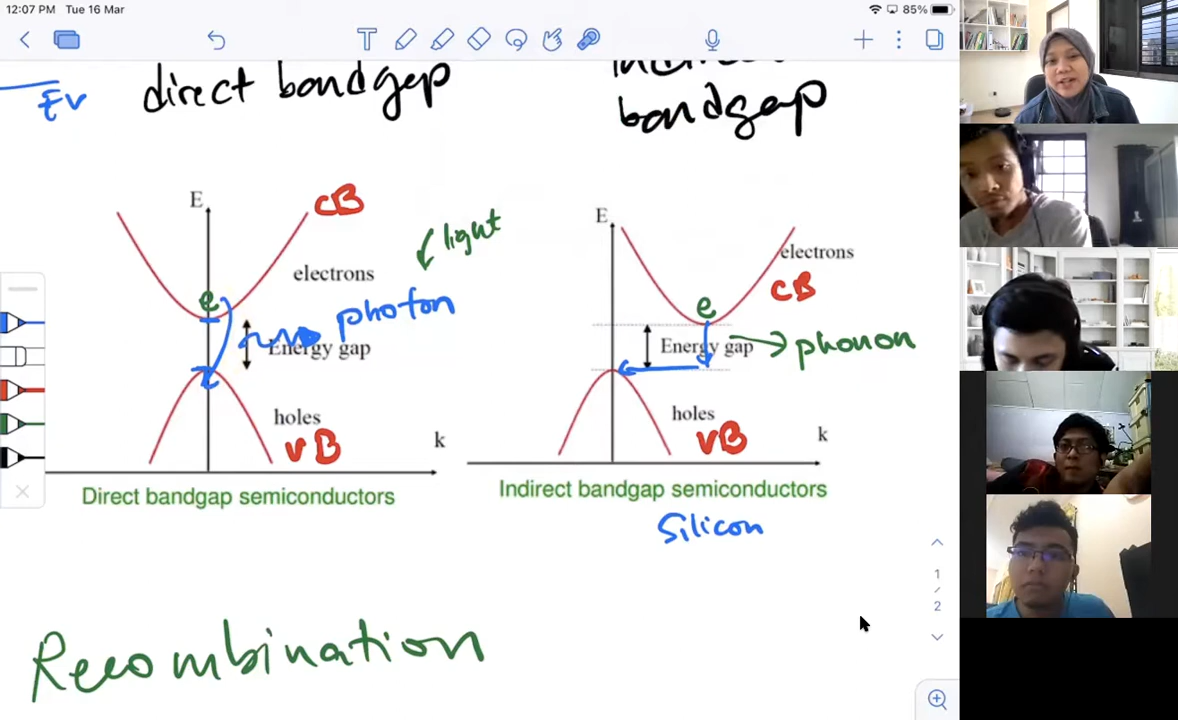 12:07 PM Tue 16 Mar
85%
Ev
direct bandgap
bandgap
E
CB
light
electrons
e
photon
Energy gap
holes
VB
k
Direct bandgap semiconductors
E
electrons
CB
e
Energy gap
phonon
holes
VB
k
Indirect bandgap semiconductors
Silicon
1
/
2
Recombination